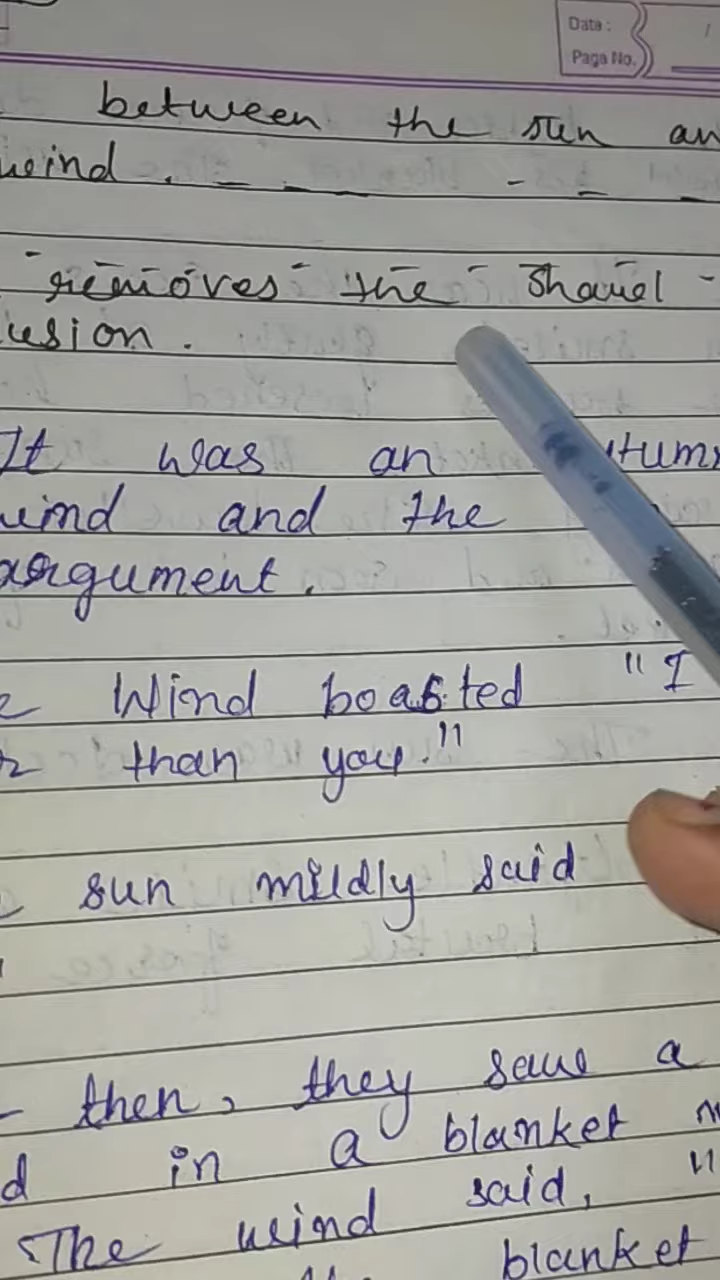 Date :
Page No.
between the sun an
wind . _ _ _ - _ _
- removes - the - Shawl -
usion .
It was an utumn
wind and the
argument .
e Wind boasted "I
r than you."
e sun mildly said
- then, they saw a
d in a blanket
The wind said, "
blanket